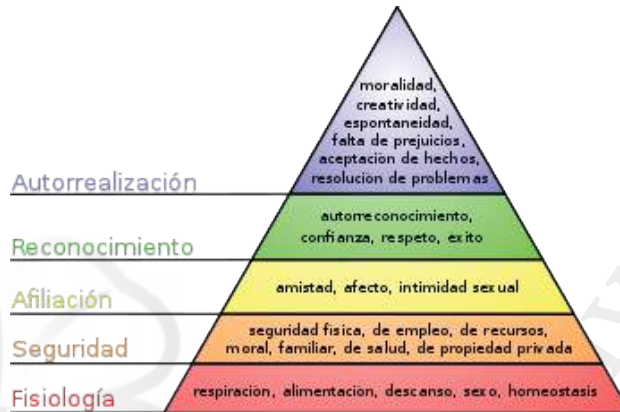 moralidad,
creatividad,
espontaneidad,
falta de prejuicios,
aceptación de hechos,
resolución de problemas
Autorrealización
autorreconocimiento,
confianza, respeto, éxito
Reconocimiento
amistad, afecto, intimidad sexual
Afiliación
seguridad física, de empleo, de recursos,
moral, familiar, de salud, de propiedad privada
Seguridad
respiración, alimentación, descanso, sexo, homeostasis
Fisiología